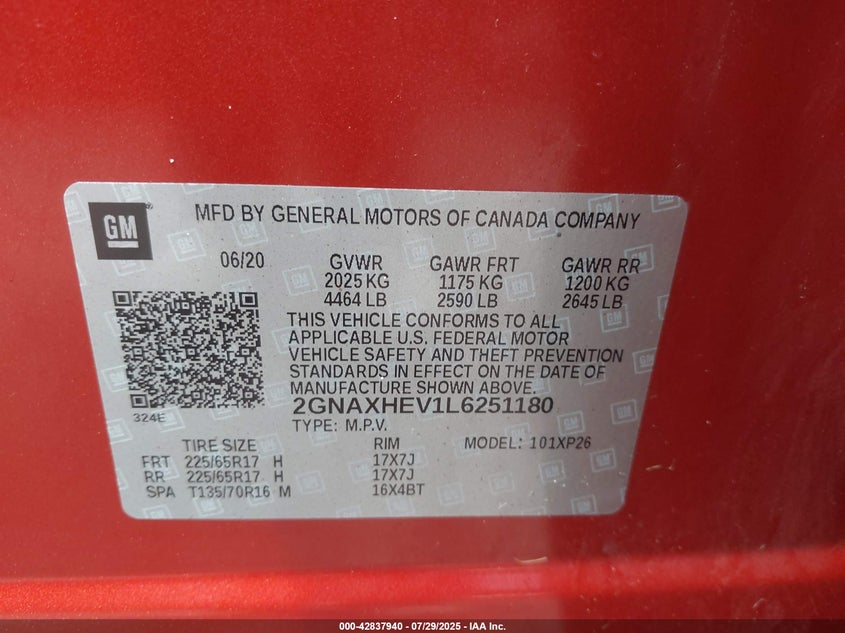 GM
MFD BY GENERAL MOTORS OF CANADA COMPANY
06/20 GVWR GAWR FRT GAWR RR
2025 KG 1175 KG 1200 KG
4464 LB 2590 LB 2645 LB
THIS VEHICLE CONFORMS TO ALL
APPLICABLE U.S. FEDERAL MOTOR
VEHICLE SAFETY AND THEFT PREVENTION
STANDARDS IN EFFECT ON THE DATE OF
MANUFACTURE SHOWN ABOVE.
324E 2GNAXHEV1L6251180
TYPE: M.P.V.
TIRE SIZE RIM MODEL: 101XP26
FRT 225/65R17 H 17X7J
RR 225/65R17 H 17X7J
SPA T135/70R16 M 16X4BT
000-42837940 - 07/29/2025 - IAA Inc.